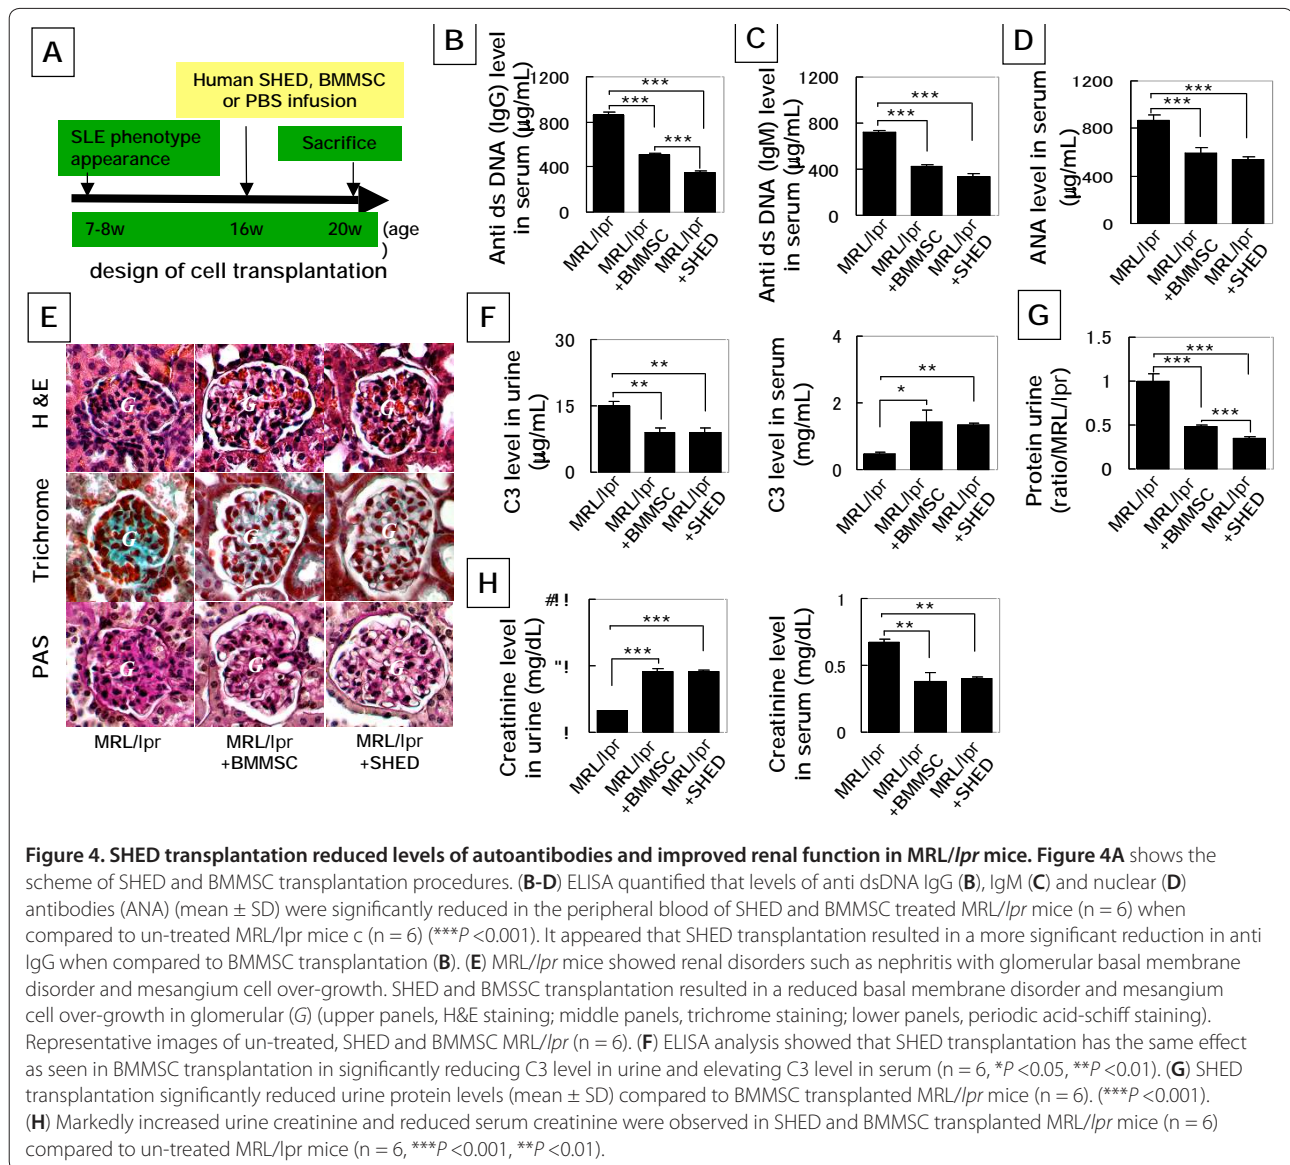 A
Human SHED, BMMSC
or PBS infusion
SLE phenotype
appearance
Sacrifice
7-8w
16w
20w
(age
)
design of cell transplantation
B
Anti ds DNA (IgG) level
in serum (µg/mL)
1200
800
400
0
***
***
***
MRL/lpr
MRL/lpr
+BMMSC
MRL/lpr
+SHED
C
Anti ds DNA (IgM) level
in serum (µg/mL)
1200
800
400
0
***
***
MRL/lpr
MRL/lpr
+BMMSC
MRL/lpr
+SHED
D
ANA level in serum
(µg/mL)
1200
800
400
0
***
***
MRL/lpr
MRL/lpr
+BMMSC
MRL/lpr
+SHED
E
H &E
Trichrome
PAS
G
G
G
G
G
G
G
G
G
MRL/lpr
MRL/lpr
+BMMSC
MRL/lpr
+SHED
F
C3 level in urine
(µg/mL)
30
15
0
**
**
MRL/lpr
MRL/lpr
+BMMSC
MRL/lpr
+SHED
C3 level in serum
(mg/mL)
4
2
0
**
*
MRL/lpr
MRL/lpr
+BMMSC
MRL/lpr
+SHED
G
Protein urine
(ratio/MRL/lpr)
1.5
1
0.5
0
***
***
***
MRL/lpr
MRL/lpr
+BMMSC
MRL/lpr
+SHED
H
Creatinine level
in urine (mg/dL)
#!!
"!
!
***
***
MRL/lpr
MRL/lpr
+BMMSC
MRL/lpr
+SHED
Creatinine level
in serum (mg/dL)
1
0.5
0
**
**
MRL/lpr
MRL/lpr
+BMMSC
MRL/lpr
+SHED
Figure 4. SHED transplantation reduced levels of autoantibodies and improved renal function in MRL/lpr mice. Figure 4A shows the
scheme of SHED and BMMSC transplantation procedures. (B-D) ELISA quantified that levels of anti dsDNA IgG (B), IgM (C) and nuclear (D)
antibodies (ANA) (mean ± SD) were significantly reduced in the peripheral blood of SHED and BMMSC treated MRL/lpr mice (n = 6) when
compared to un-treated MRL/lpr mice c (n = 6) (***P <0.001). It appeared that SHED transplantation resulted in a more significant reduction in anti
IgG when compared to BMMSC transplantation (B). (E) MRL/lpr mice showed renal disorders such as nephritis with glomerular basal membrane
disorder and mesangium cell over-growth. SHED and BMSSC transplantation resulted in a reduced basal membrane disorder and mesangium
cell over-growth in glomerular (G) (upper panels, H&E staining; middle panels, trichrome staining; lower panels, periodic acid-schiff staining).
Representative images of un-treated, SHED and BMMSC MRL/lpr (n = 6). (F) ELISA analysis showed that SHED transplantation has the same effect
as seen in BMMSC transplantation in significantly reducing C3 level in urine and elevating C3 level in serum (n = 6, *P <0.05, **P <0.01). (G) SHED
transplantation significantly reduced urine protein levels (mean ± SD) compared to BMMSC transplanted MRL/lpr mice (n = 6). (***P <0.001).
(H) Markedly increased urine creatinine and reduced serum creatinine were observed in SHED and BMMSC transplanted MRL/lpr mice (n = 6)
compared to un-treated MRL/lpr mice (n = 6, ***P <0.001, **P <0.01).